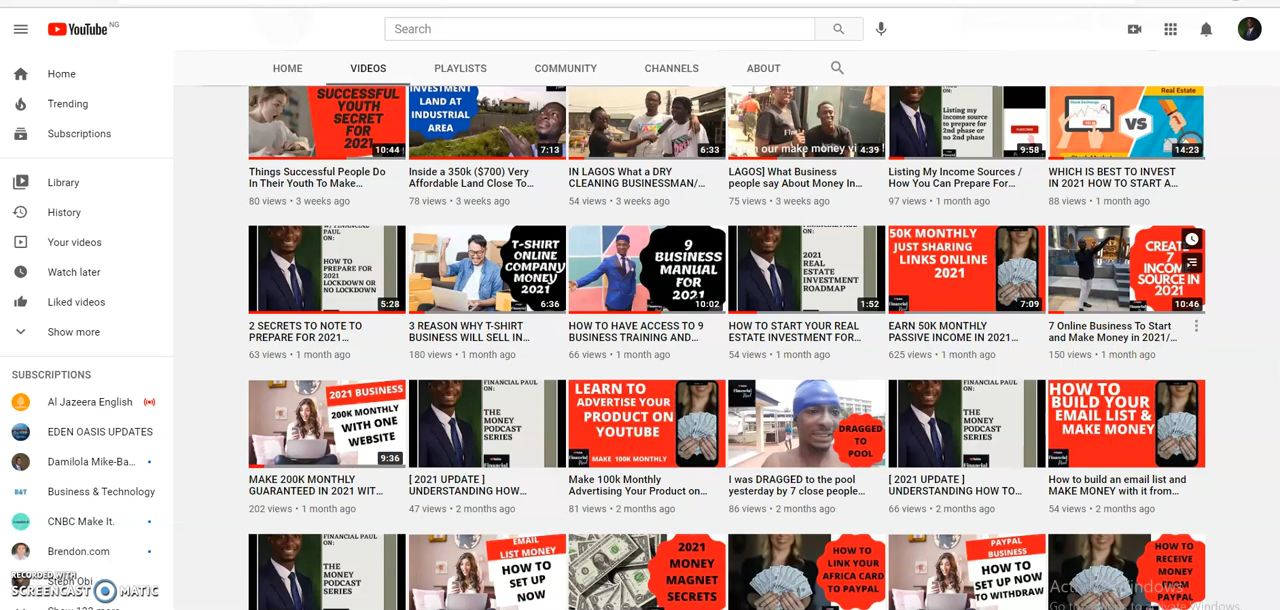 YouTube NG
Search
HOME VIDEOS PLAYLISTS COMMUNITY CHANNELS ABOUT
Home
Trending
Subscriptions
Library
History
Your videos
Watch later
Liked videos
Show more
SUBSCRIPTIONS
Al Jazeera English
EDEN OASIS UPDATES
Damilola Mike-Ba...
Business & Technology
CNBC Make It.
Brendon.com
RECORDED WITH
SCREENCAST MATIC
SUCCESSFUL
YOUTH
SECRET
FOR
2021
10:44
Things Successful People Do
In Their Youth To Make...
80 views • 3 weeks ago
INVESTMENT
LAND AT
INDUSTRIAL
AREA
7:13
Inside a 350k ($700) Very
Affordable Land Close To...
78 views • 3 weeks ago
6:33
IN LAGOS What a DRY
CLEANING BUSINESSMAN/...
54 views • 3 weeks ago
our make money vi
4:39
LAGOS] What Business
people say About Money In...
75 views • 3 weeks ago
ON:
Listing my
income source
to prepare for
2nd phase or
no 2nd phase
9:58
Listing My Income Sources /
How You Can Prepare For...
97 views • 1 month ago
Real Estate
VS
14:23
WHICH IS BEST TO INVEST
IN 2021 HOW TO START A...
88 views • 1 month ago
W/ FINANCIAL
PAUL
ON:
HOW TO
PREPARE FOR
2021
LOCKDOWN OR
NO LOCKDOWN
5:28
2 SECRETS TO NOTE TO
PREPARE FOR 2021...
63 views • 1 month ago
T-SHIRT
ONLINE
COMPANY
MONEY
2021
6:36
3 REASON WHY T-SHIRT
BUSINESS WILL SELL IN...
180 views • 1 month ago
9
BUSINESS
MANUAL
FOR
2021
10:02
HOW TO HAVE ACCESS TO 9
BUSINESS TRAINING AND...
66 views • 1 month ago
ON:
2021
REAL
ESTATE
INVESTMENT
ROADMAP
1:52
HOW TO START YOUR REAL
ESTATE INVESTMENT FOR...
54 views • 1 month ago
50K MONTHLY
JUST SHARING
LINKS ONLINE
2021
7:09
EARN 50K MONTHLY
PASSIVE INCOME IN 2021...
625 views • 1 month ago
CREATE
7
INCOME
SOURCE IN
2021
10:46
7 Online Business To Start
and Make Money in 2021/...
150 views • 1 month ago
2021 BUSINESS
200K MONTHLY
WITH ONE
WEBSITE
9:36
MAKE 200K MONTHLY
GUARANTEED IN 2021 WIT...
202 views • 1 month ago
FINANCIAL PAUL
ON:
THE
MONEY
PODCAST
SERIES
[ 2021 UPDATE ]
UNDERSTANDING HOW...
47 views • 2 months ago
LEARN TO
ADVERTISE YOUR
PRODUCT ON
YOUTUBE
MAKE 100K MONTHLY
Make 100k Monthly
Advertising Your Product on...
81 views • 2 months ago
DRAGGED
TO
POOL
I was DRAGGED to the pool
yesterday by 7 close people...
86 views • 2 months ago
FINANCIAL PAUL
ON:
THE
MONEY
PODCAST
SERIES
[ 2021 UPDATE ]
UNDERSTANDING HOW TO...
66 views • 2 months ago
HOW TO
BUILD YOUR
EMAIL LIST &
MAKE MONEY
How to build an email list and
MAKE MONEY with it from...
54 views • 2 months ago
FINANCIAL PAUL
ON:
THE
MONEY
PODCAST
SERIES
EMAIL
LIST MONEY
HOW TO
SET UP
NOW
2021
MONEY
MAGNET
SECRETS
HOW TO
LINK YOUR
AFRICA CARD
TO PAYPAL
PAYPAL
BUSINESS
HOW TO
SET UP NOW
TO WITHDRAW
HOW TO
RECEIVE
MONEY
FROM
PAYPAL